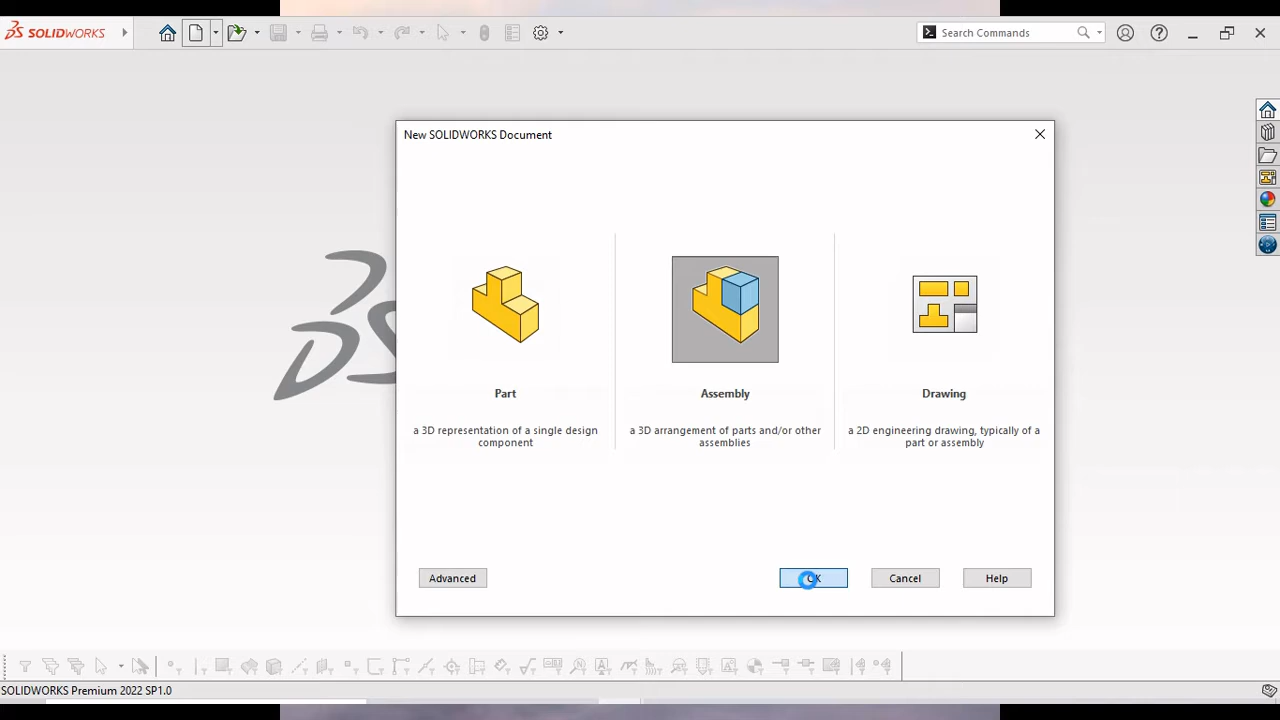 SOLIDWORKS
Search Commands
New SOLIDWORKS Document
Part
Assembly
Drawing
a 3D representation of a single design
component
a 3D arrangement of parts and/or other
assemblies
a 2D engineering drawing, typically of a
part or assembly
Advanced
OK
Cancel
Help
SOLIDWORKS Premium 2022 SP1.0